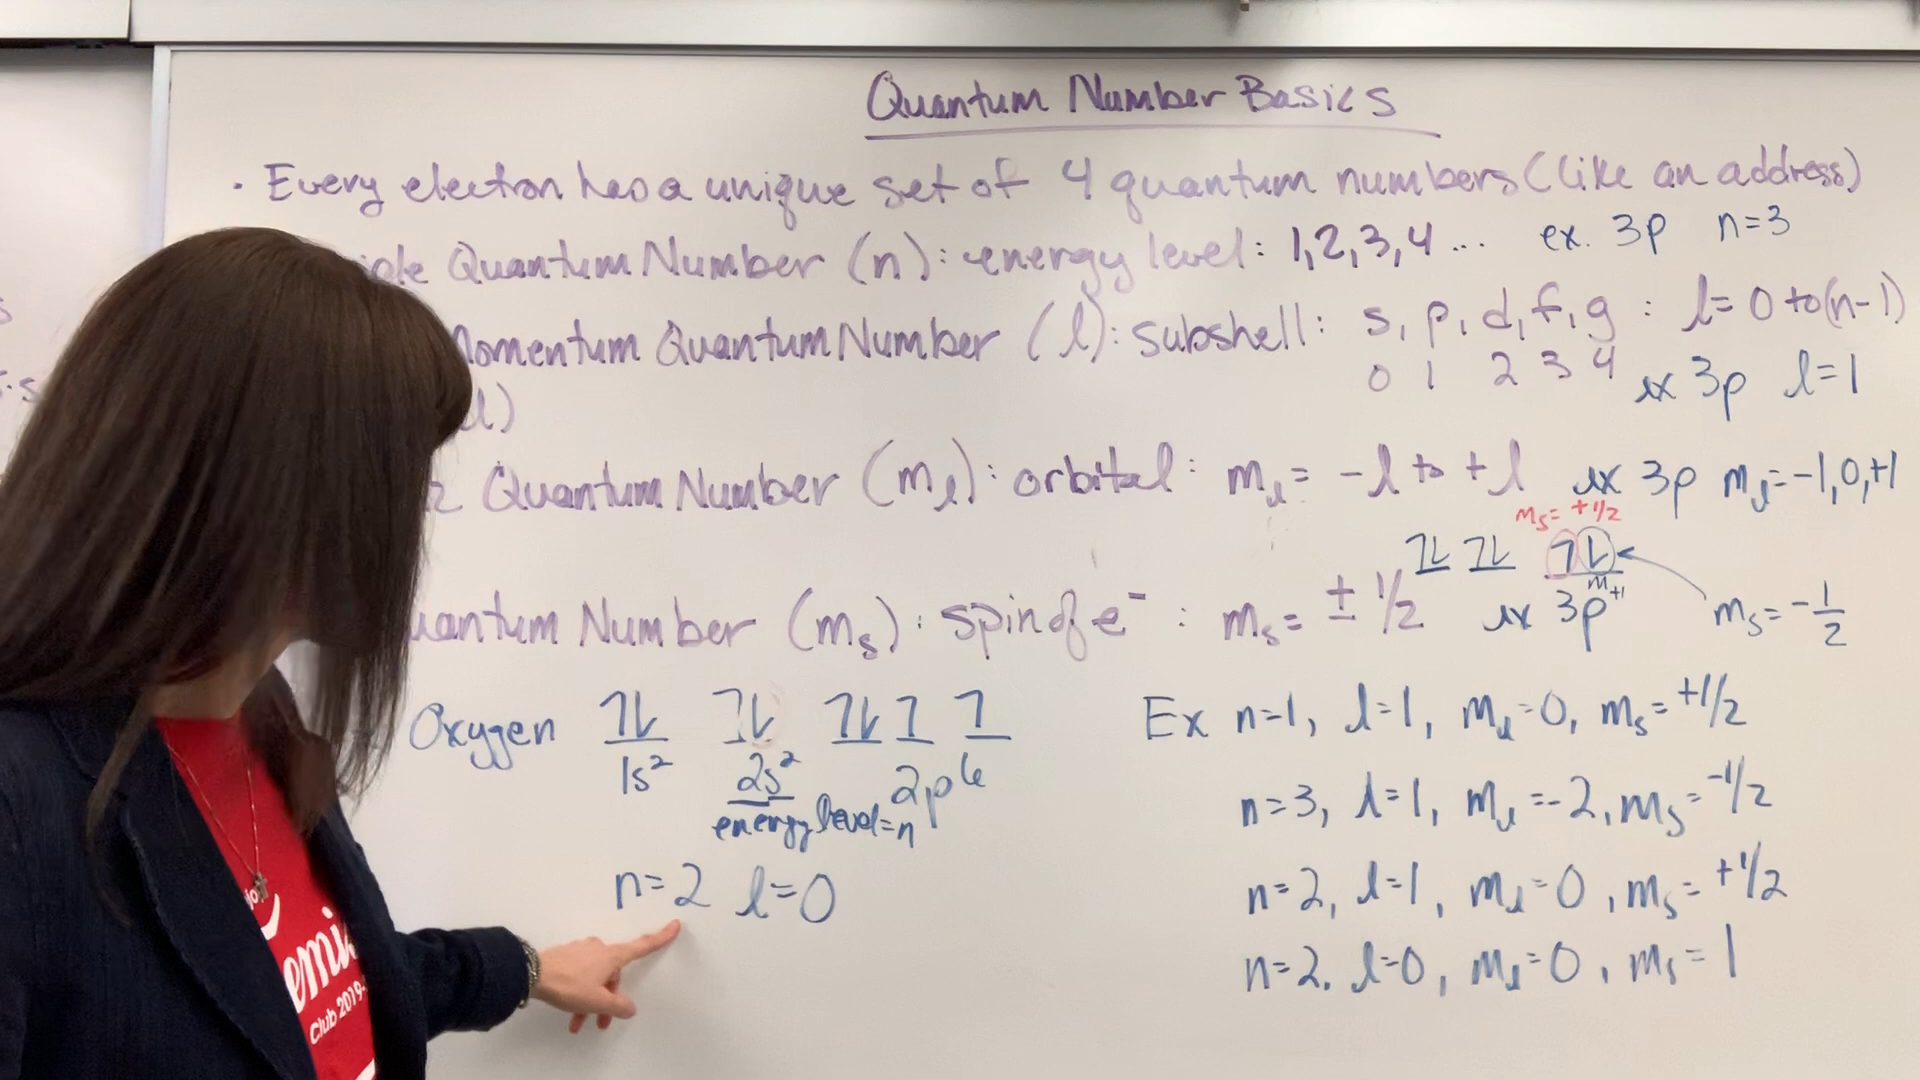 Quantum Number Basics
· Every electron has a unique set of 4 quantum numbers (like an address)
Quantum Number (n): energy level: 1,2,3,4... ex. 3p n=3
Momentum Quantum Number (l): subshell: s, p, d, f, g : l= 0 to (n-1)
0 1 2 3 4 ex 3p l=1
l)
Quantum Number (ml): orbital: ml= -l to +l ex 3p ml=-1,0,+1
ms= +1/2
Number (ms): spin of e⁻ : ms= ± 1/2 ex 3p ms=-1/2
Oxygen 1s² 2s² 2p
energy level=n
n=2 l=0
Ex n=1, l=1, ml=0, ms=+1/2
n=3, l=1, ml=-2, ms=-1/2
n=2, l=1, ml=0, ms=+1/2
n=2, l=0, ml=0, ms=1
Club 2019-